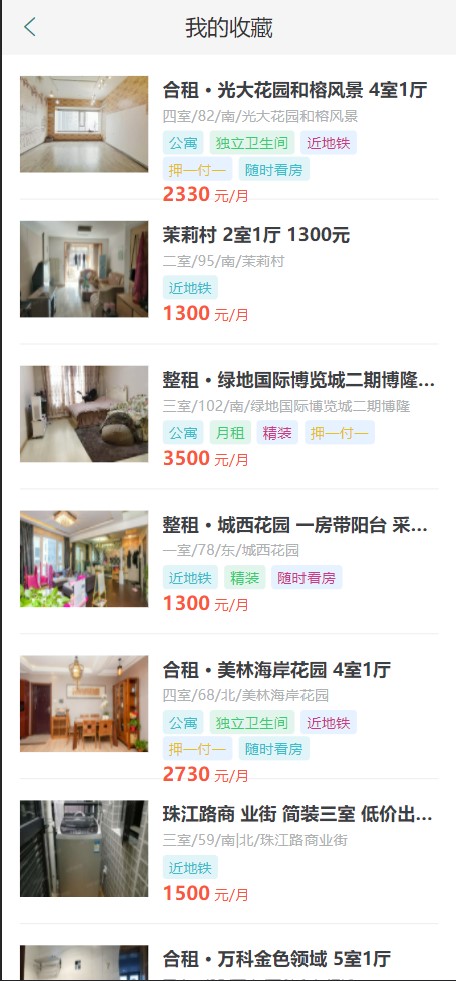 我的收藏
合租·光大花园和榕风景 4室1厅
四室/82/南/光大花园和榕风景
公寓 独立卫生间 近地铁
押一付一 随时看房
2330 元/月
茉莉村 2室1厅 1300元
二室/95/南/茉莉村
近地铁
1300 元/月
整租·绿地国际博览城二期博隆...
三室/102/南/绿地国际博览城二期博隆
公寓 月租 精装 押一付一
3500 元/月
整租·城西花园 一房带阳台 采...
一室/78/东/城西花园
近地铁 精装 随时看房
1300 元/月
合租·美林海岸花园 4室1厅
四室/68/北/美林海岸花园
公寓 独立卫生间 近地铁
押一付一 随时看房
2730 元/月
珠江路商 业街 简装三室 低价出...
三室/59/南|北/珠江路商业街
近地铁
1500 元/月
合租·万科金色领域 5室1厅